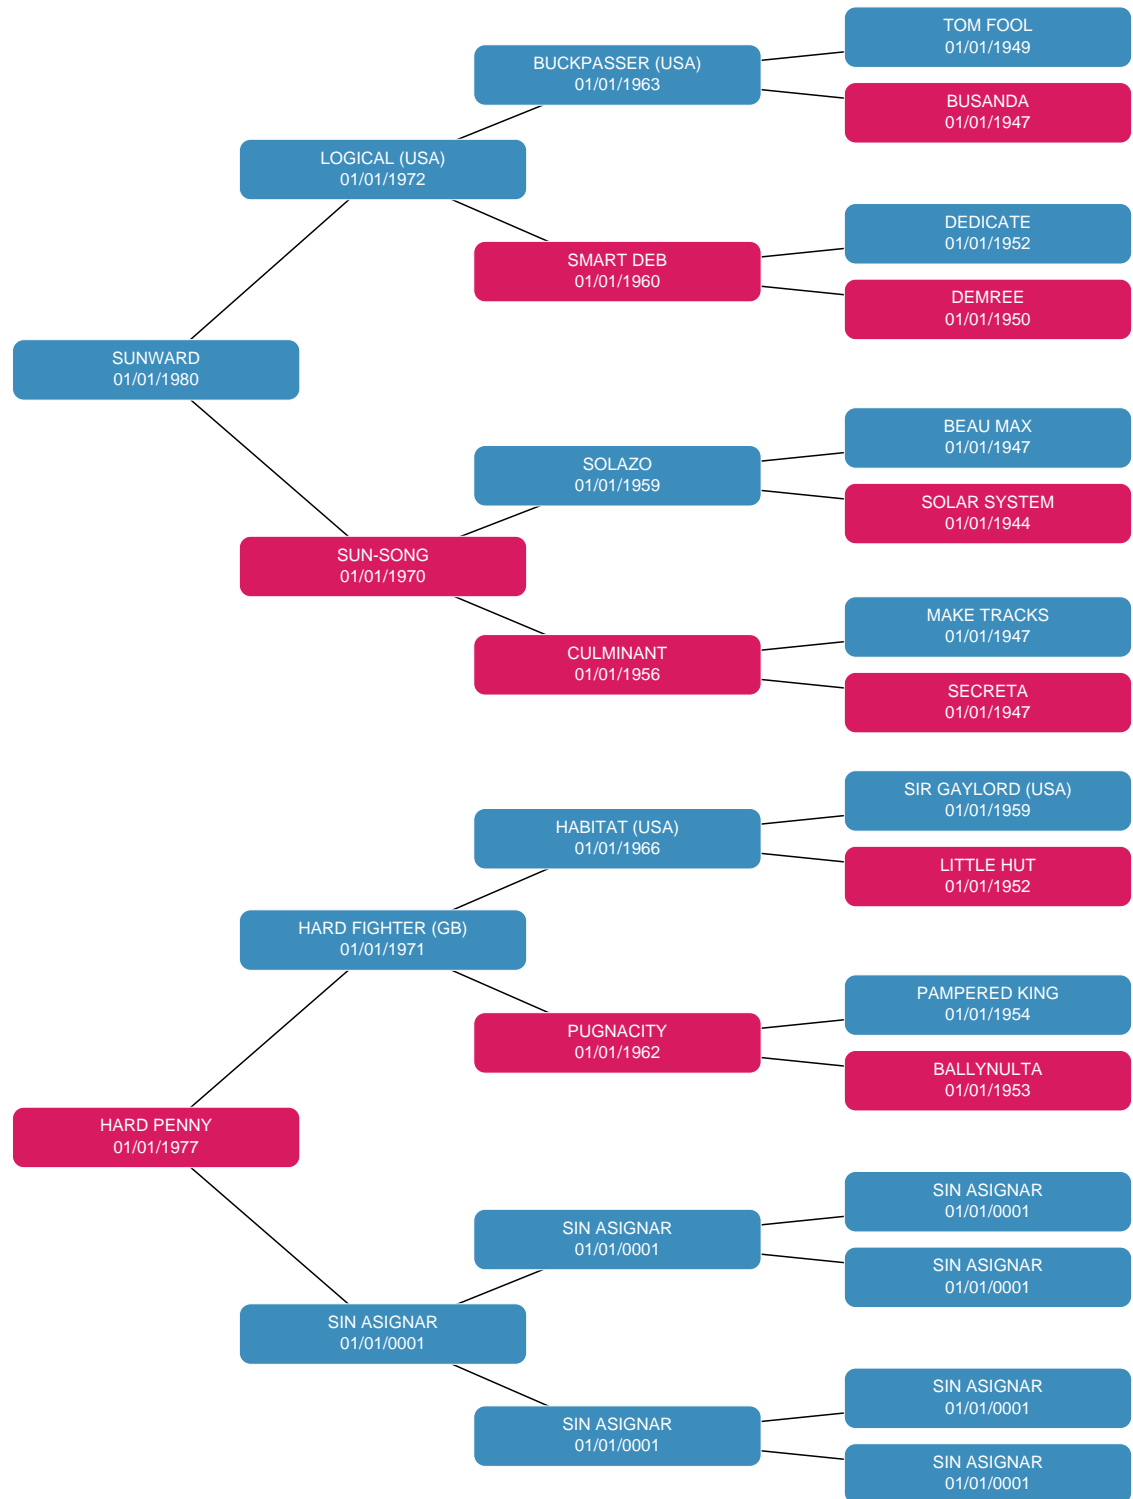 TOM FOOL
01/01/1949
BUCKPASSER (USA)
01/01/1963
BUSANDA
01/01/1947
LOGICAL (USA)
01/01/1972
DEDICATE
01/01/1952
SMART DEB
01/01/1960
DEMREE
01/01/1950
SUNWARD
01/01/1980
BEAU MAX
01/01/1947
SOLAZO
01/01/1959
SOLAR SYSTEM
01/01/1944
SUN-SONG
01/01/1970
MAKE TRACKS
01/01/1947
CULMINANT
01/01/1956
SECRETA
01/01/1947
SIR GAYLORD (USA)
01/01/1959
HABITAT (USA)
01/01/1966
LITTLE HUT
01/01/1952
HARD FIGHTER (GB)
01/01/1971
PAMPERED KING
01/01/1954
PUGNACITY
01/01/1962
BALLYNULTA
01/01/1953
HARD PENNY
01/01/1977
SIN ASIGNAR
01/01/0001
SIN ASIGNAR
01/01/0001
SIN ASIGNAR
01/01/0001
SIN ASIGNAR
01/01/0001
SIN ASIGNAR
01/01/0001
SIN ASIGNAR
01/01/0001
SIN ASIGNAR
01/01/0001